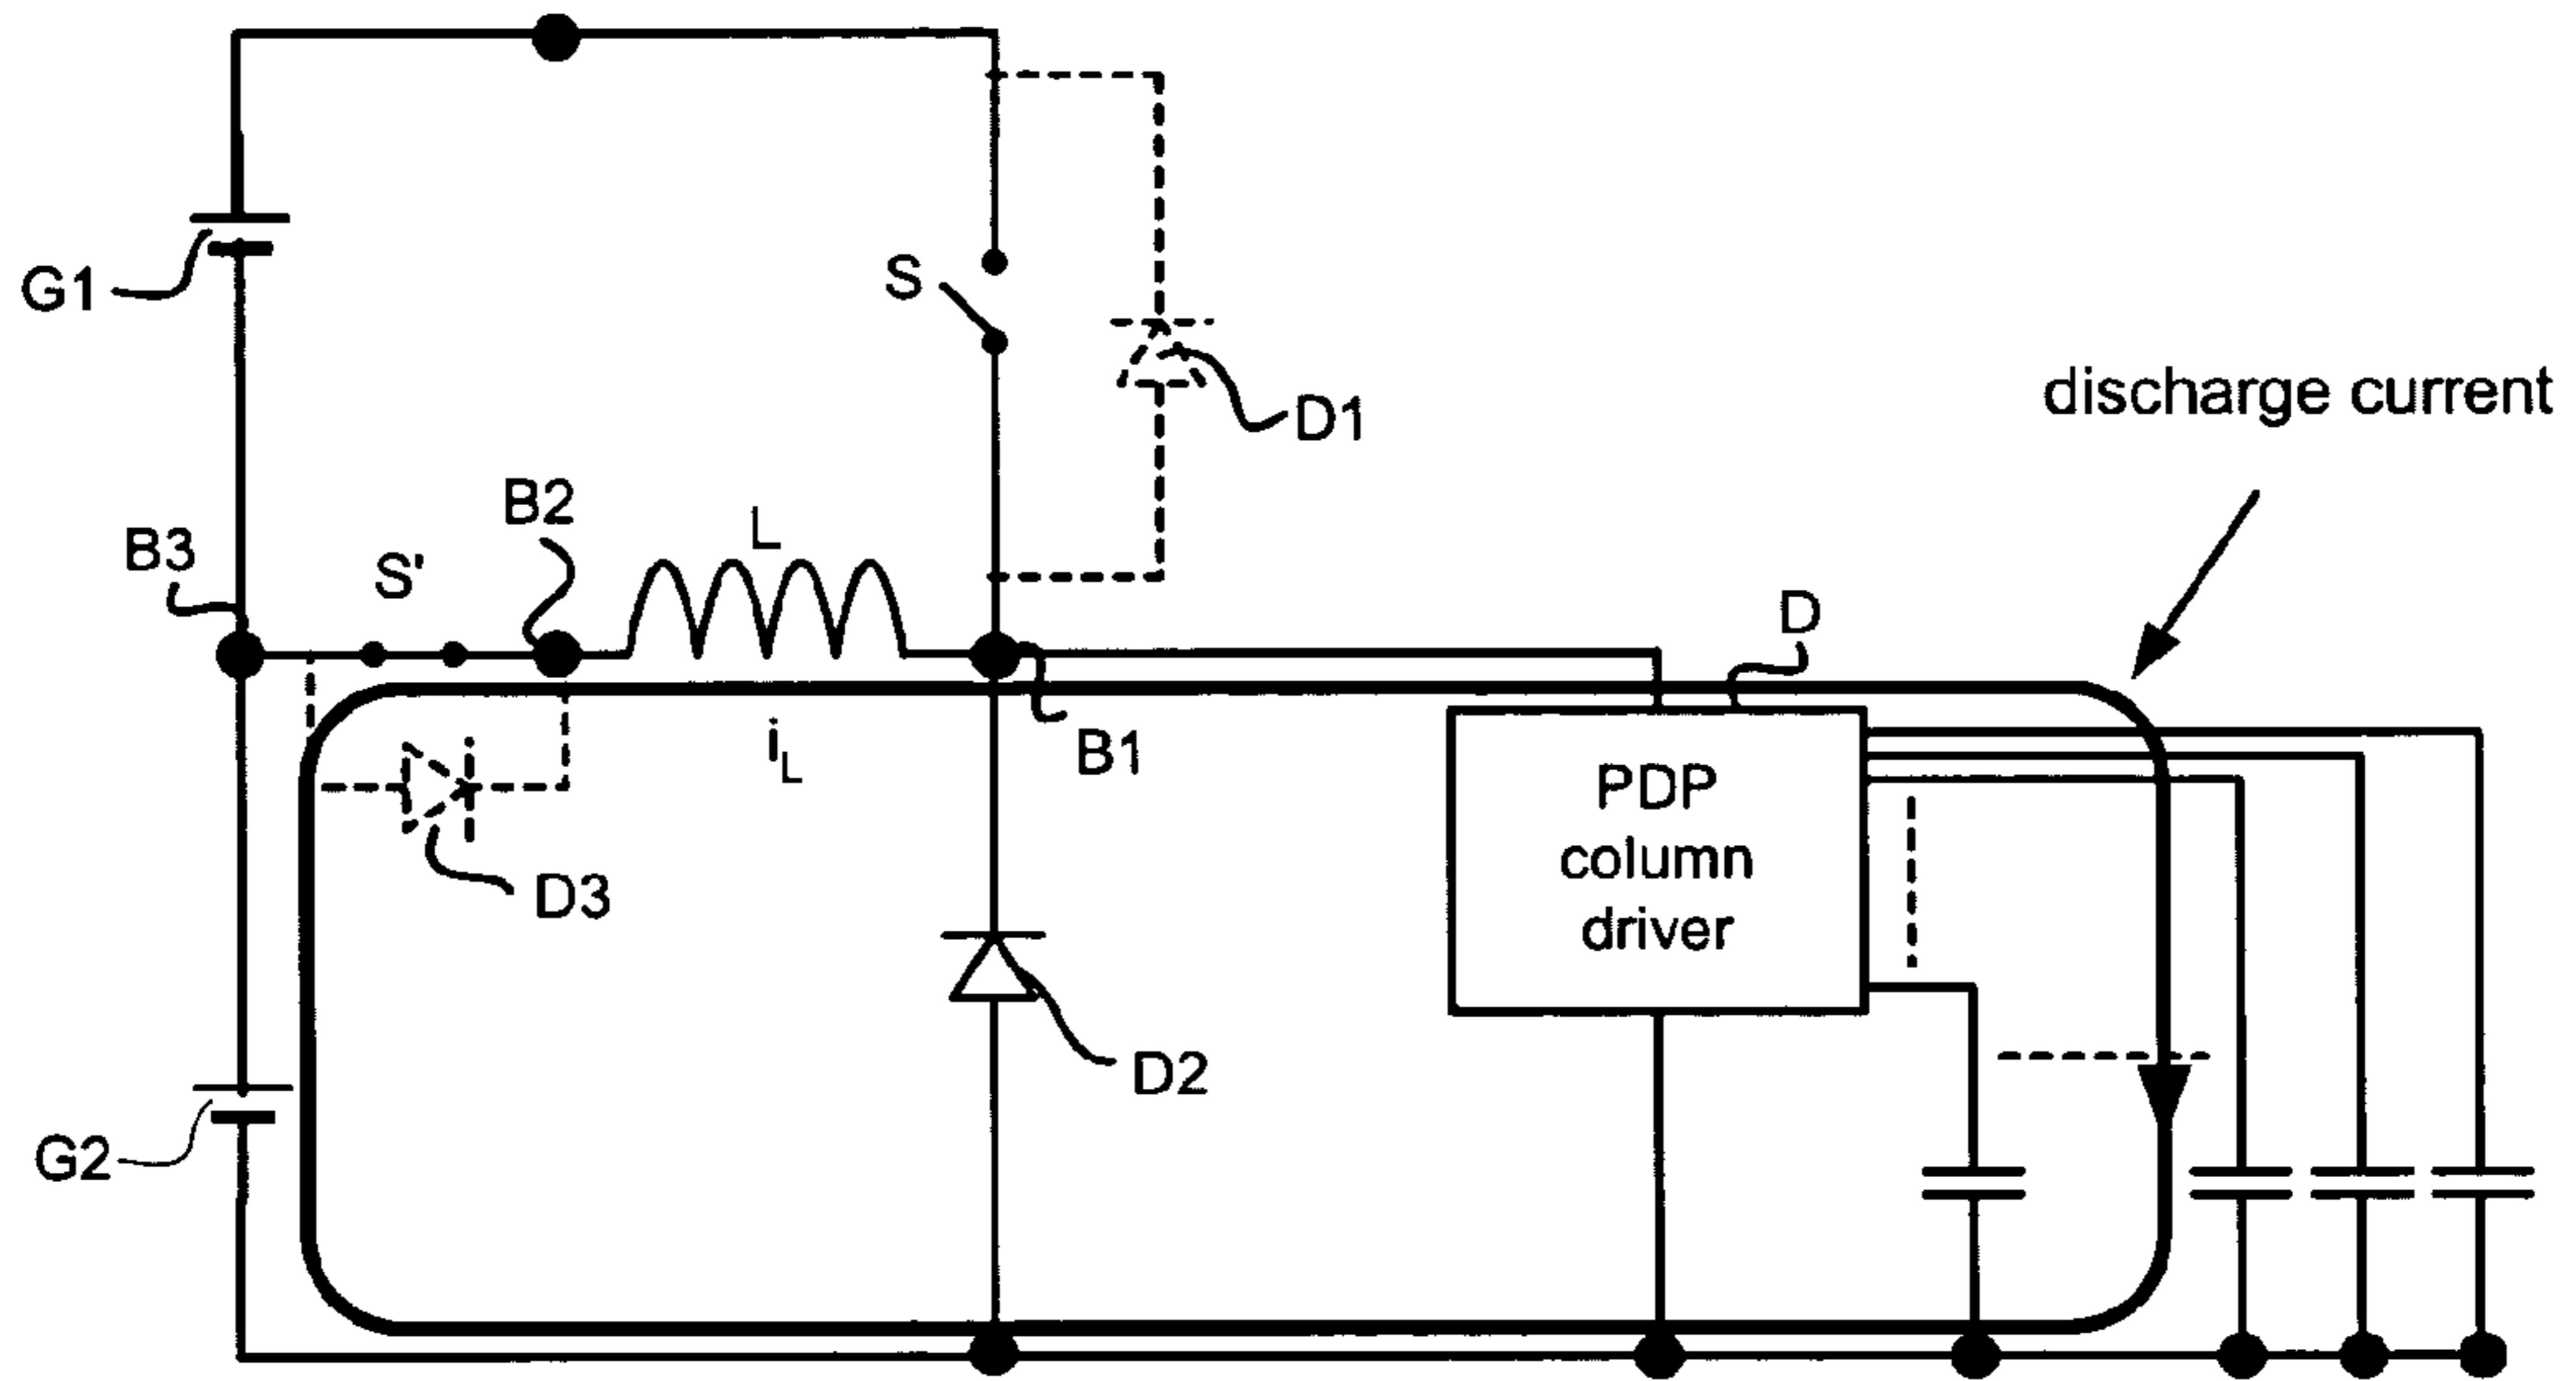 G1
S
D1
discharge current
B3
S'
B2
L
D
iL
B1
PDP
column
driver
D3
D2
G2